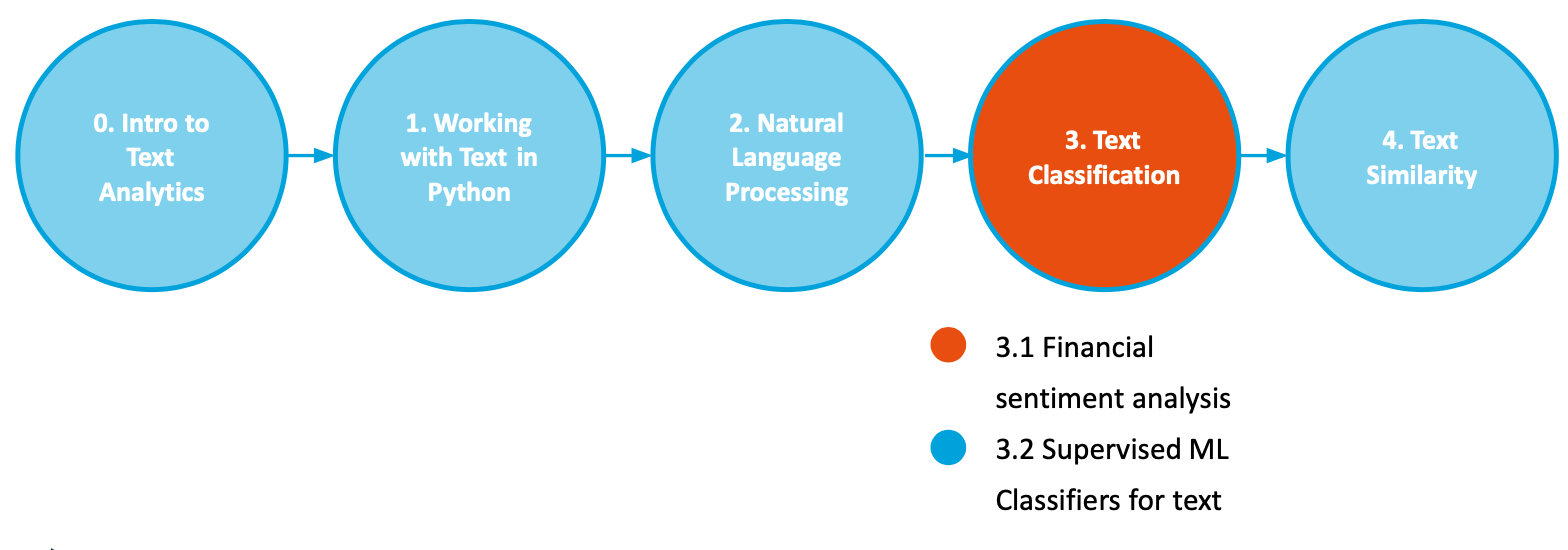 0. Intro to
Text
Analytics
1. Working
with Text in
Python
2. Natural
Language
Processing
3. Text
Classification
4. Text
Similarity
3.1 Financial
sentiment analysis
3.2 Supervised ML
Classifiers for text